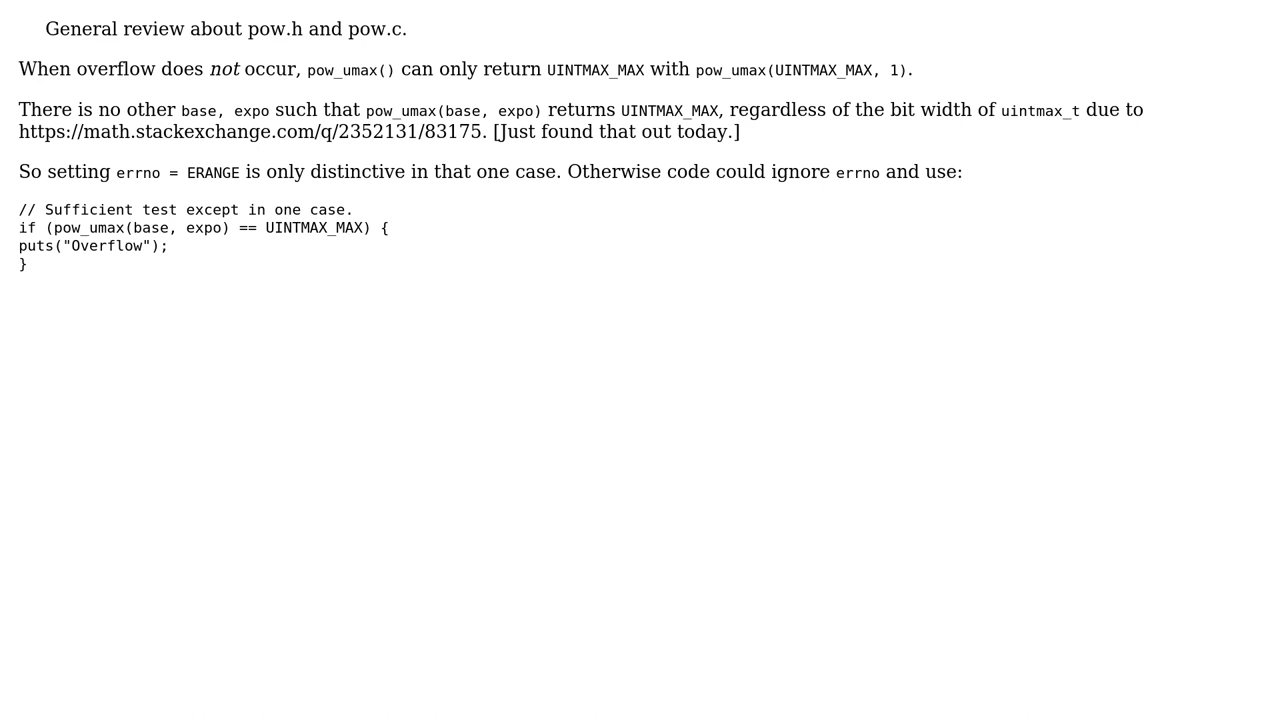 General review about pow.h and pow.c.
When overflow does not occur, pow_umax() can only return UINTMAX_MAX with pow_umax(UINTMAX_MAX, 1).
There is no other base, expo such that pow_umax(base, expo) returns UINTMAX_MAX, regardless of the bit width of uintmax_t due to
https://math.stackexchange.com/q/2352131/83175. [Just found that out today.]
So setting errno = ERANGE is only distinctive in that one case. Otherwise code could ignore errno and use:
// Sufficient test except in one case.
if (pow_umax(base, expo) == UINTMAX_MAX) {
puts("Overflow");
}